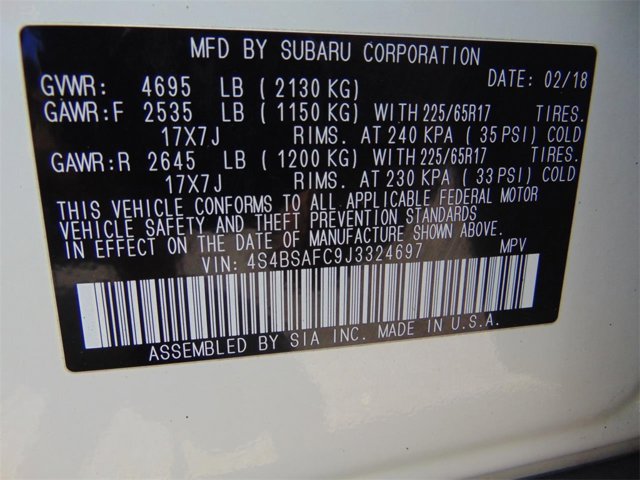 MFD BY SUBARU CORPORATION
DATE: 02/18
GVWR: 4695 LB ( 2130 KG)
GAWR:F 2535 LB ( 1150 KG) WITH 225/65R17 TIRES.
17X7J RIMS. AT 240 KPA ( 35 PSI) COLD
GAWR:R 2645 LB ( 1200 KG) WITH 225/65R17 TIRES.
17X7J RIMS. AT 230 KPA ( 33 PSI) COLD
THIS VEHICLE CONFORMS TO ALL APPLICABLE FEDERAL MOTOR
VEHICLE SAFETY AND THEFT PREVENTION STANDARDS
IN EFFECT ON THE DATE OF MANUFACTURE SHOWN ABOVE.
VIN: 4S4BSAFC9J3324697 MPV
ASSEMBLED BY SIA INC. MADE IN U.S.A.